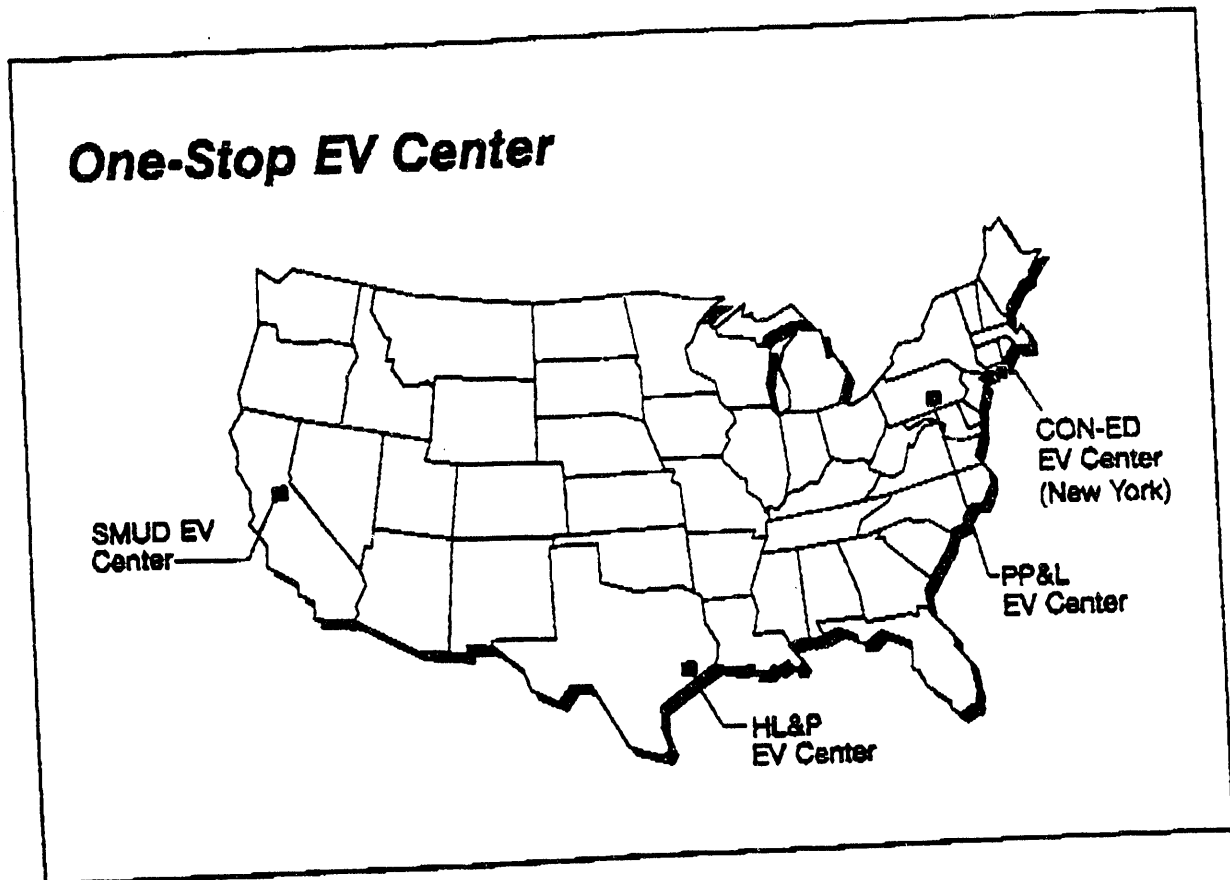 One-Stop EV Center
CON-ED
EV Center
(New York)
SMUD EV
Center
PP&L
EV Center
HL&P
EV Center